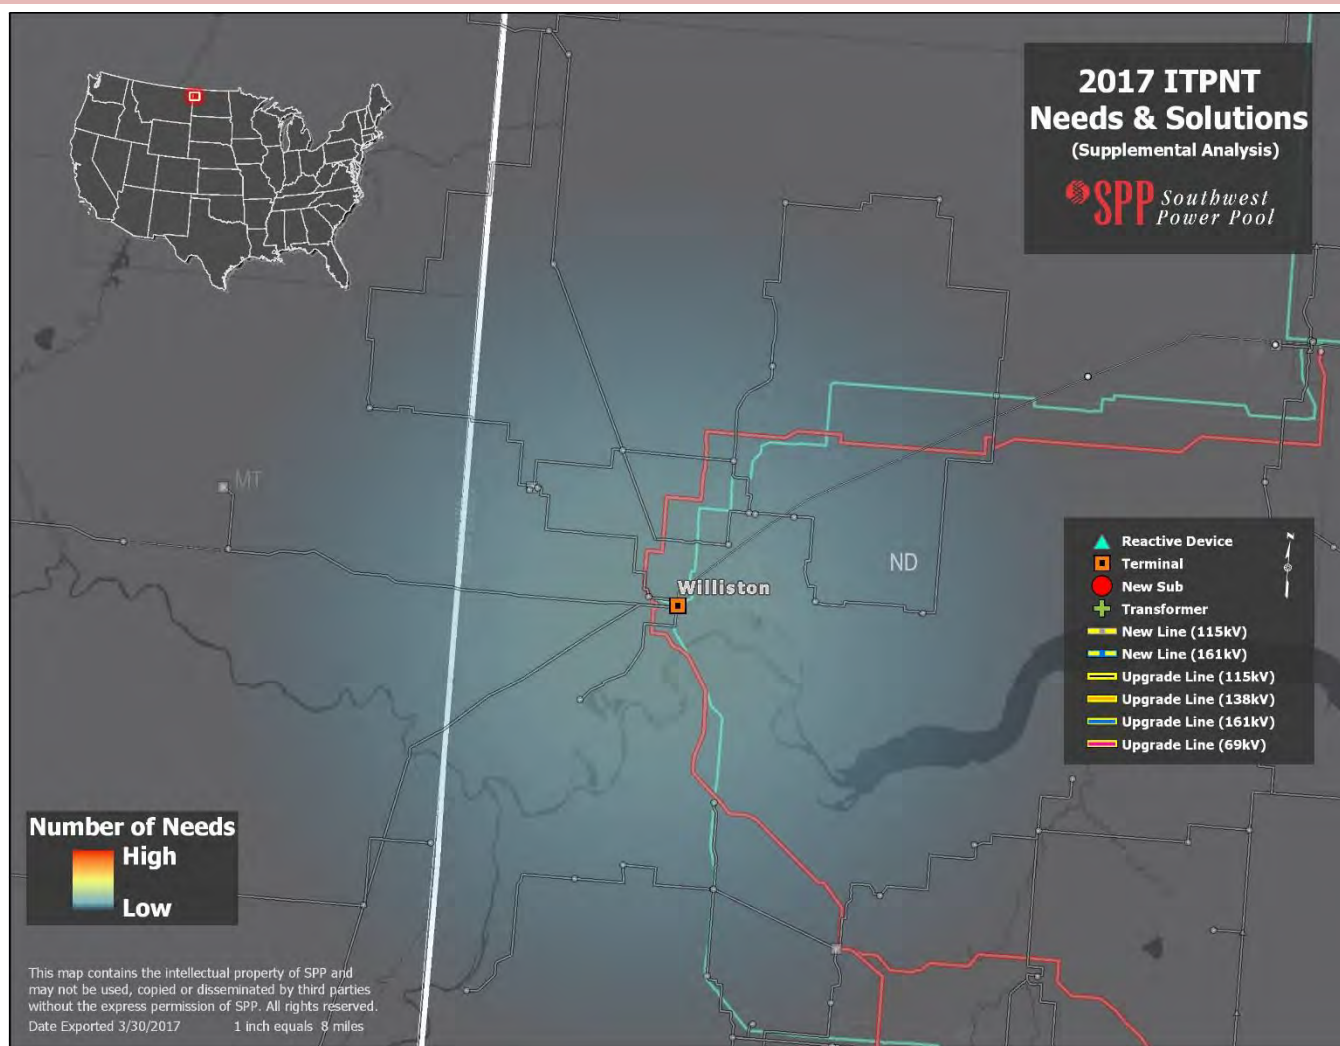 2017 ITPNT
Needs & Solutions
(Supplemental Analysis)
SPP Southwest
Power Pool
MT
ND
Williston
N
Reactive Device
Terminal
New Sub
Transformer
New Line (115kV)
New Line (161kV)
Upgrade Line (115kV)
Upgrade Line (138kV)
Upgrade Line (161kV)
Upgrade Line (69kV)
Number of Needs
High
Low
This map contains the intellectual property of SPP and
may not be used, copied or disseminated by third parties
without the express permission of SPP. All rights reserved.
Date Exported 3/30/2017 1 inch equals 8 miles